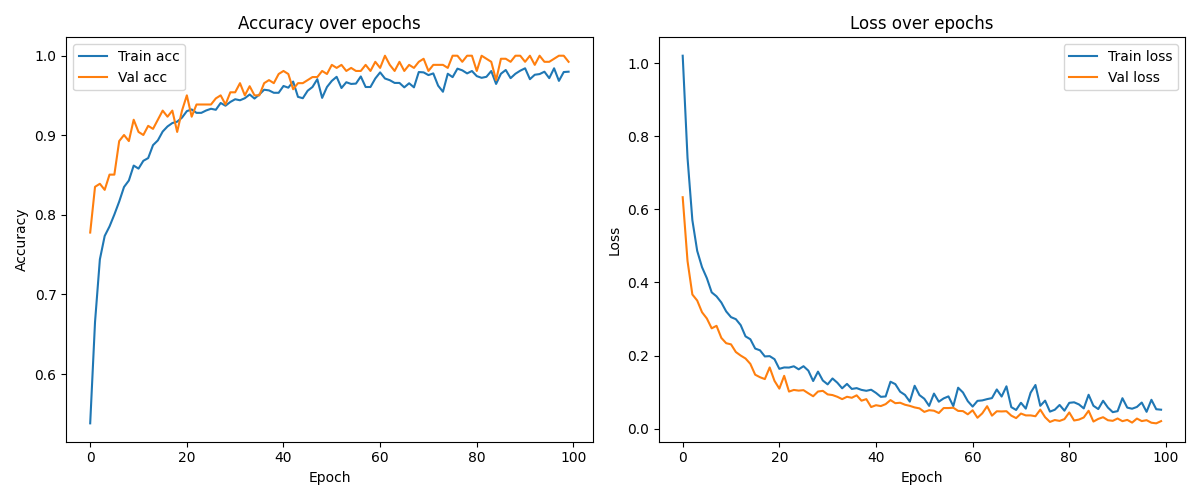 Accuracy over epochs
Train acc
Val acc
1.0
0.9
0.8
0.7
0.6
Accuracy
0 20 40 60 80 100
Epoch
Loss over epochs
Train loss
Val loss
1.0
0.8
0.6
0.4
0.2
0.0
Loss
0 20 40 60 80 100
Epoch